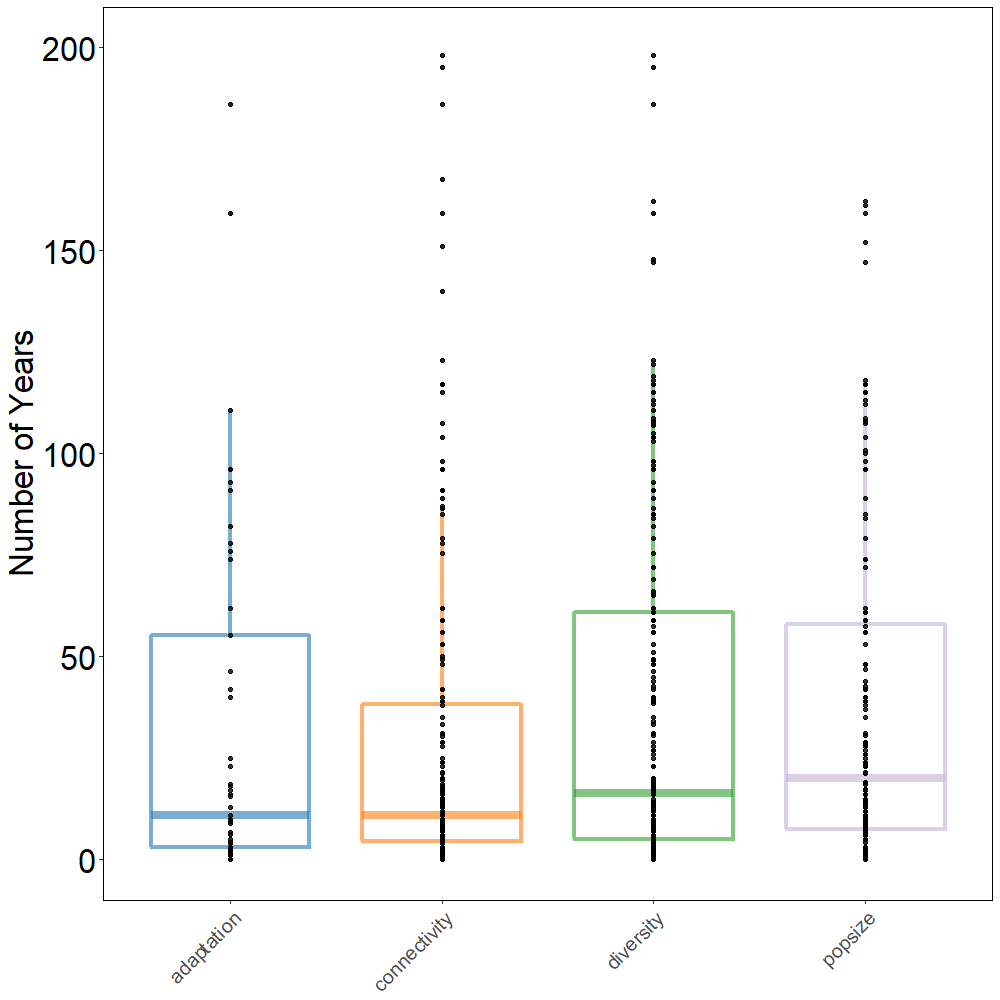 Number of Years
200
150
100
50
0
adaptation
connectivity
diversity
popsize